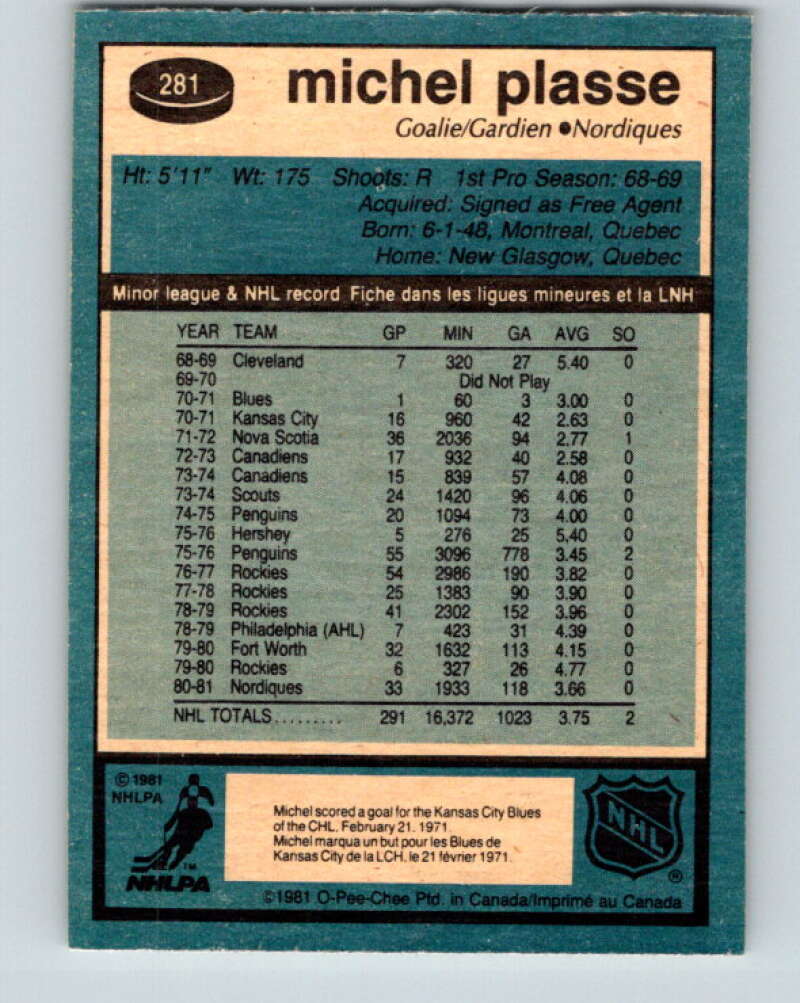 281
michel plasse
Goalie/Gardien ●Nordiques
Ht: 5'11" Wt: 175 Shoots: R 1st Pro Season: 68-69
Acquired: Signed as Free Agent
Born: 6-1-48, Montreal, Quebec
Home: New Glasgow, Quebec
Minor league & NHL record Fiche dans les ligues mineures et la LNH
YEAR TEAM GP MIN GA AVG SO
68-69 Cleveland 7 320 27 5.40 0
69-70 Did Not Play
70-71 Blues 1 60 3 3.00 0
70-71 Kansas City 16 960 42 2.63 0
71-72 Nova Scotia 36 2036 94 2.77 1
72-73 Canadiens 17 932 40 2.58 0
73-74 Canadiens 15 839 57 4.08 0
73-74 Scouts 24 1420 96 4.06 0
74-75 Penguins 20 1094 73 4.00 0
75-76 Hershey 5 276 25 5.40 0
75-76 Penguins 55 3096 778 3.45 2
76-77 Rockies 54 2986 190 3.82 0
77-78 Rockies 25 1383 90 3.90 0
78-79 Rockies 41 2302 152 3.96 0
78-79 Philadelphia (AHL) 7 423 31 4.39 0
79-80 Fort Worth 32 1632 113 4.15 0
79-80 Rockies 6 327 26 4.77 0
80-81 Nordiques 33 1933 118 3.66 0
NHL TOTALS......... 291 16,372 1023 3.75 2
©1981
NHLPA
TM
NHLPA
Michel scored a goal for the Kansas City Blues
of the CHL. February 21. 1971.
Michel marqua un but pour les Blues de
Kansas City de la LCH. le 21 février 1971.
NHL
®
©1981 O-Pee-Chee Ptd. in Canada/Imprimé au Canada